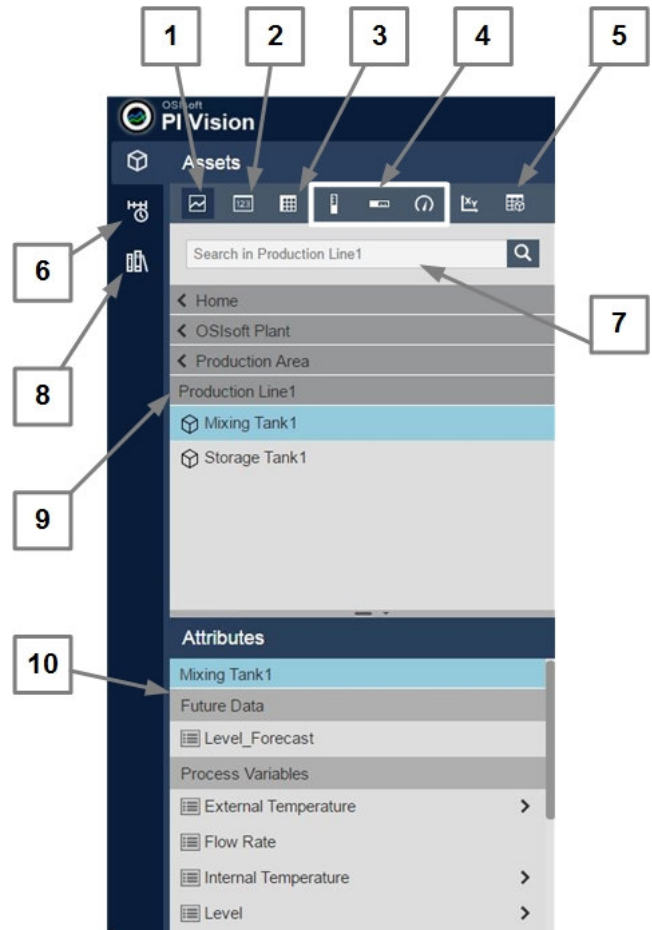 1 2 3 4 5
OSIsoft
PI Vision
Assets
123
XY
6
Search in Production Line1
7
Home
OSIsoft Plant
Production Area
8
Production Line1
Mixing Tank1
Storage Tank1
9
Attributes
10
Mixing Tank1
Future Data
Level_Forecast
Process Variables
External Temperature
Flow Rate
Internal Temperature
Level